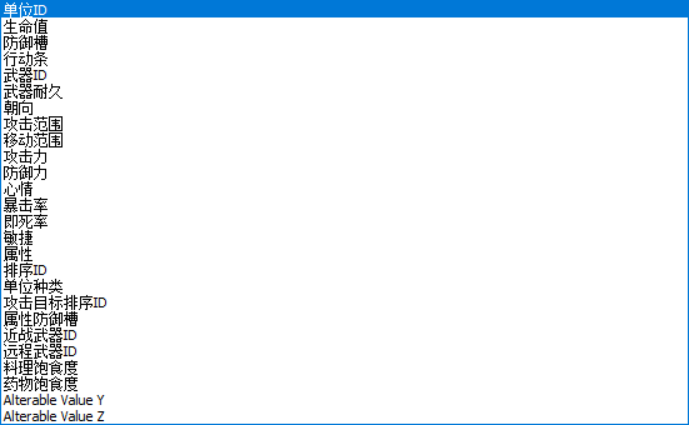 单位ID
生命值
防御槽
行动条
武器ID
武器耐久
朝向
攻击范围
移动范围
攻击力
防御力
心情
暴击率
即死率
敏捷
属性
排序ID
单位种类
攻击目标排序ID
属性防御槽
近战武器ID
远程武器ID
料理饱食度
药物饱食度
Alterable Value Y
Alterable Value Z